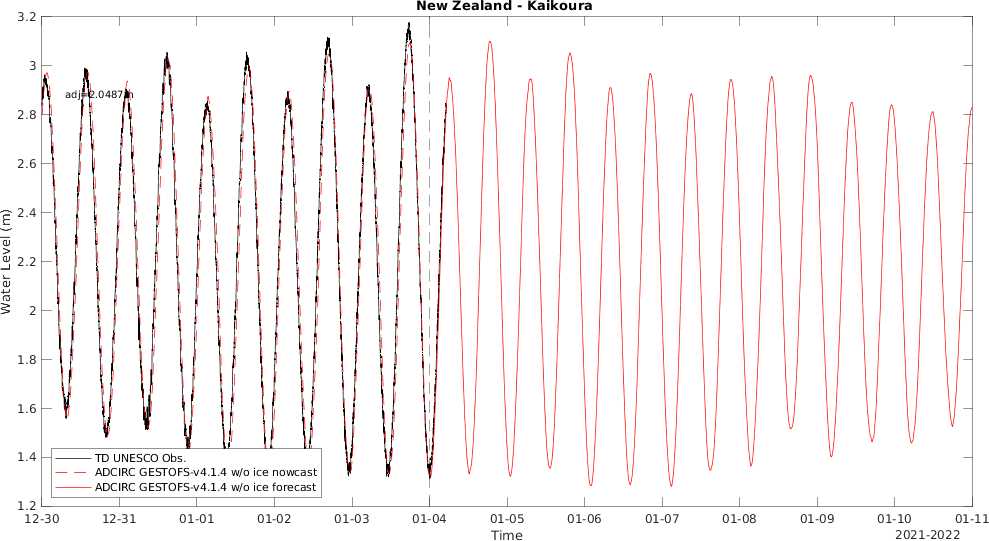 New Zealand - Kaikoura
3.2
3
2.8
2.6
2.4
2.2
2
1.8
1.6
1.4
1.2
Water Level (m)
adj=2.0487m
TD UNESCO Obs.
ADCIRC GESTOFS-v4.1.4 w/o ice nowcast
ADCIRC GESTOFS-v4.1.4 w/o ice forecast
12-30 12-31 01-01 01-02 01-03 01-04 01-05 01-06 01-07 01-08 01-09 01-10 01-11
Time
2021-2022